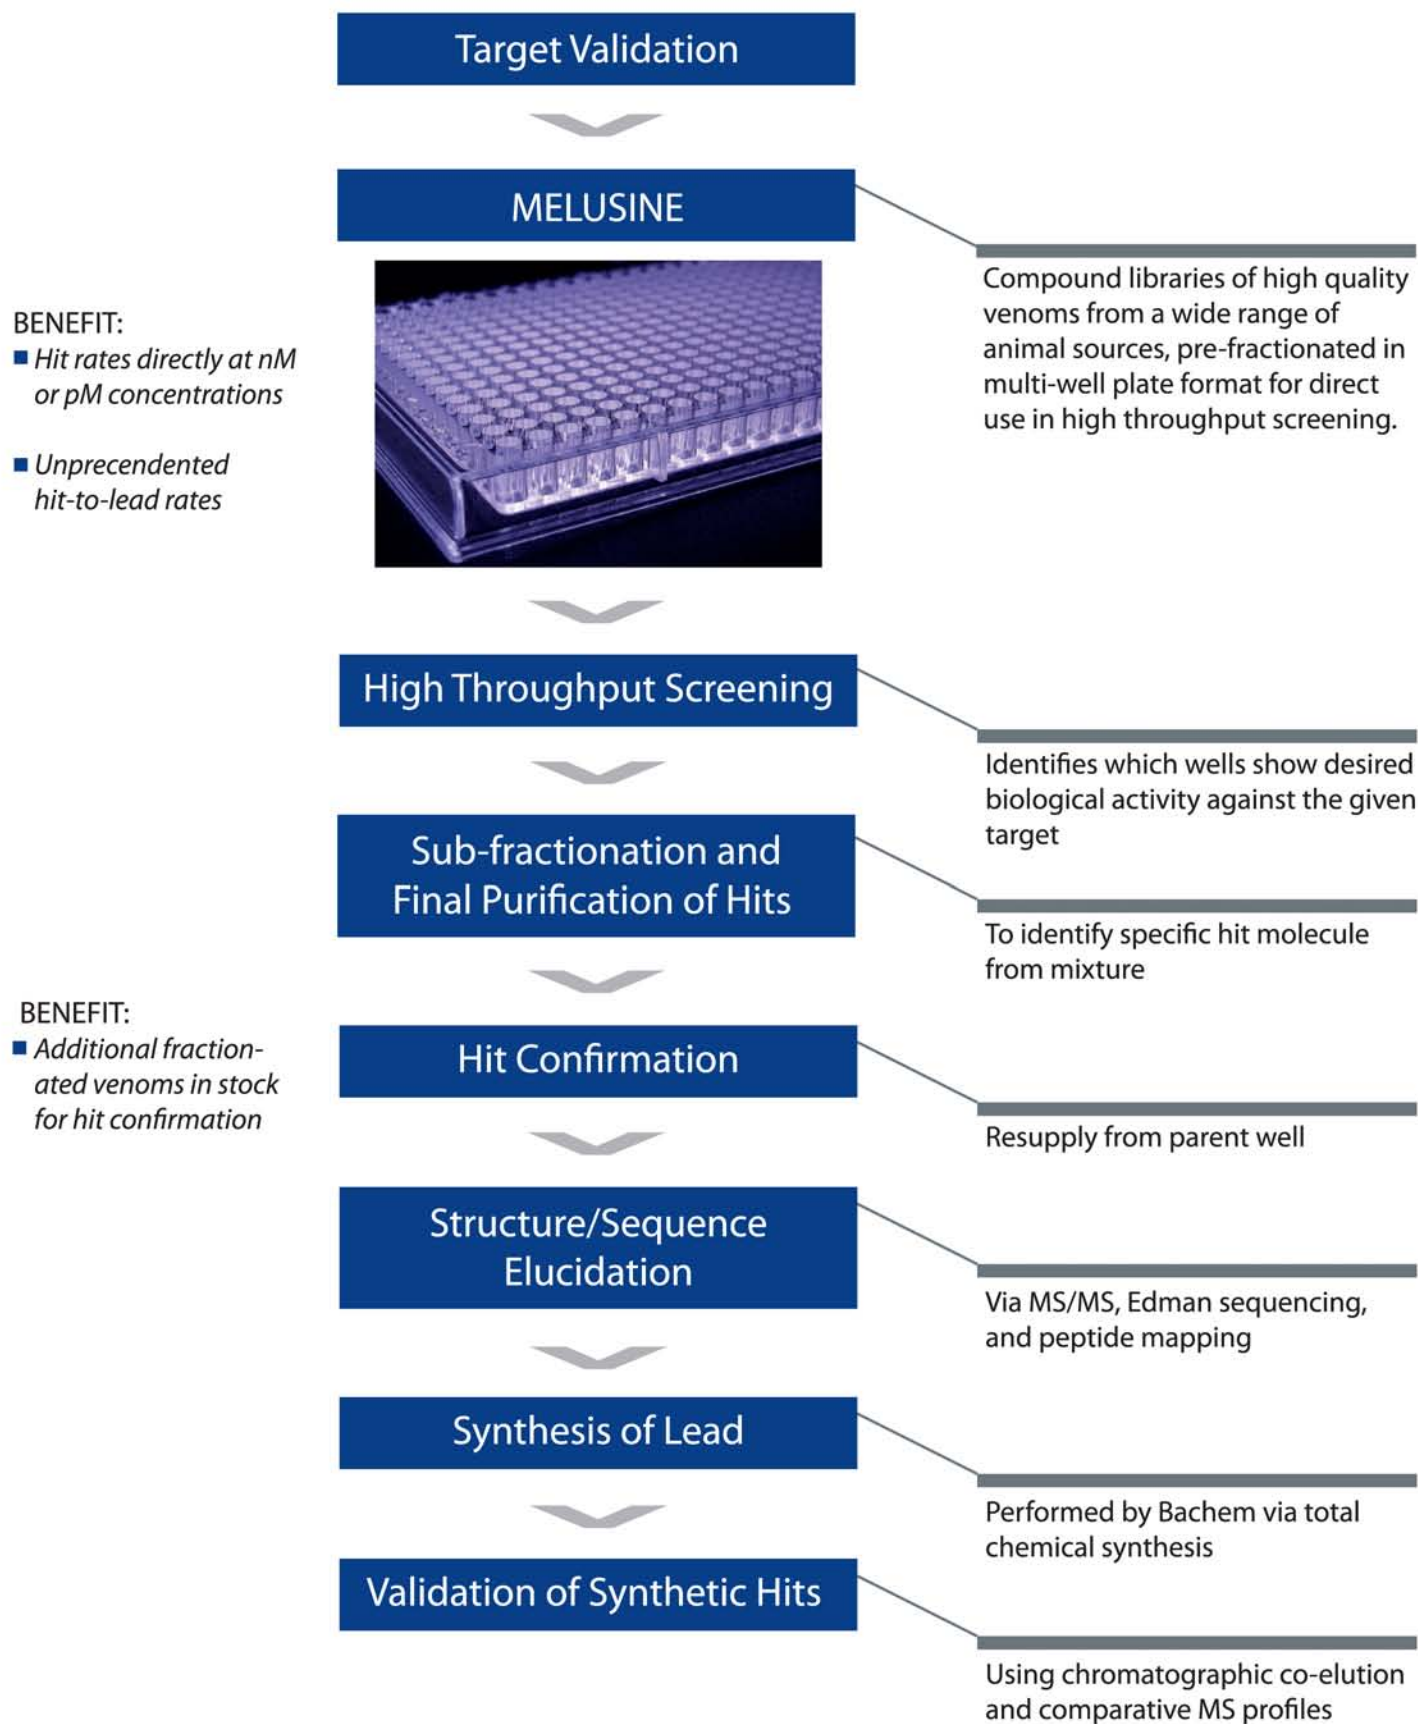 Target Validation
MELUSINE
Compound libraries of high quality
venoms from a wide range of
animal sources, pre-fractionated in
multi-well plate format for direct
use in high throughput screening.
BENEFIT:
Hit rates directly at nM
or pM concentrations
Unprecendented
hit-to-lead rates
High Throughput Screening
Identifies which wells show desired
biological activity against the given
target
Sub-fractionation and
Final Purification of Hits
To identify specific hit molecule
from mixture
BENEFIT:
Additional fraction-
ated venoms in stock
for hit confirmation
Hit Confirmation
Resupply from parent well
Structure/Sequence
Elucidation
Via MS/MS, Edman sequencing,
and peptide mapping
Synthesis of Lead
Performed by Bachem via total
chemical synthesis
Validation of Synthetic Hits
Using chromatographic co-elution
and comparative MS profiles